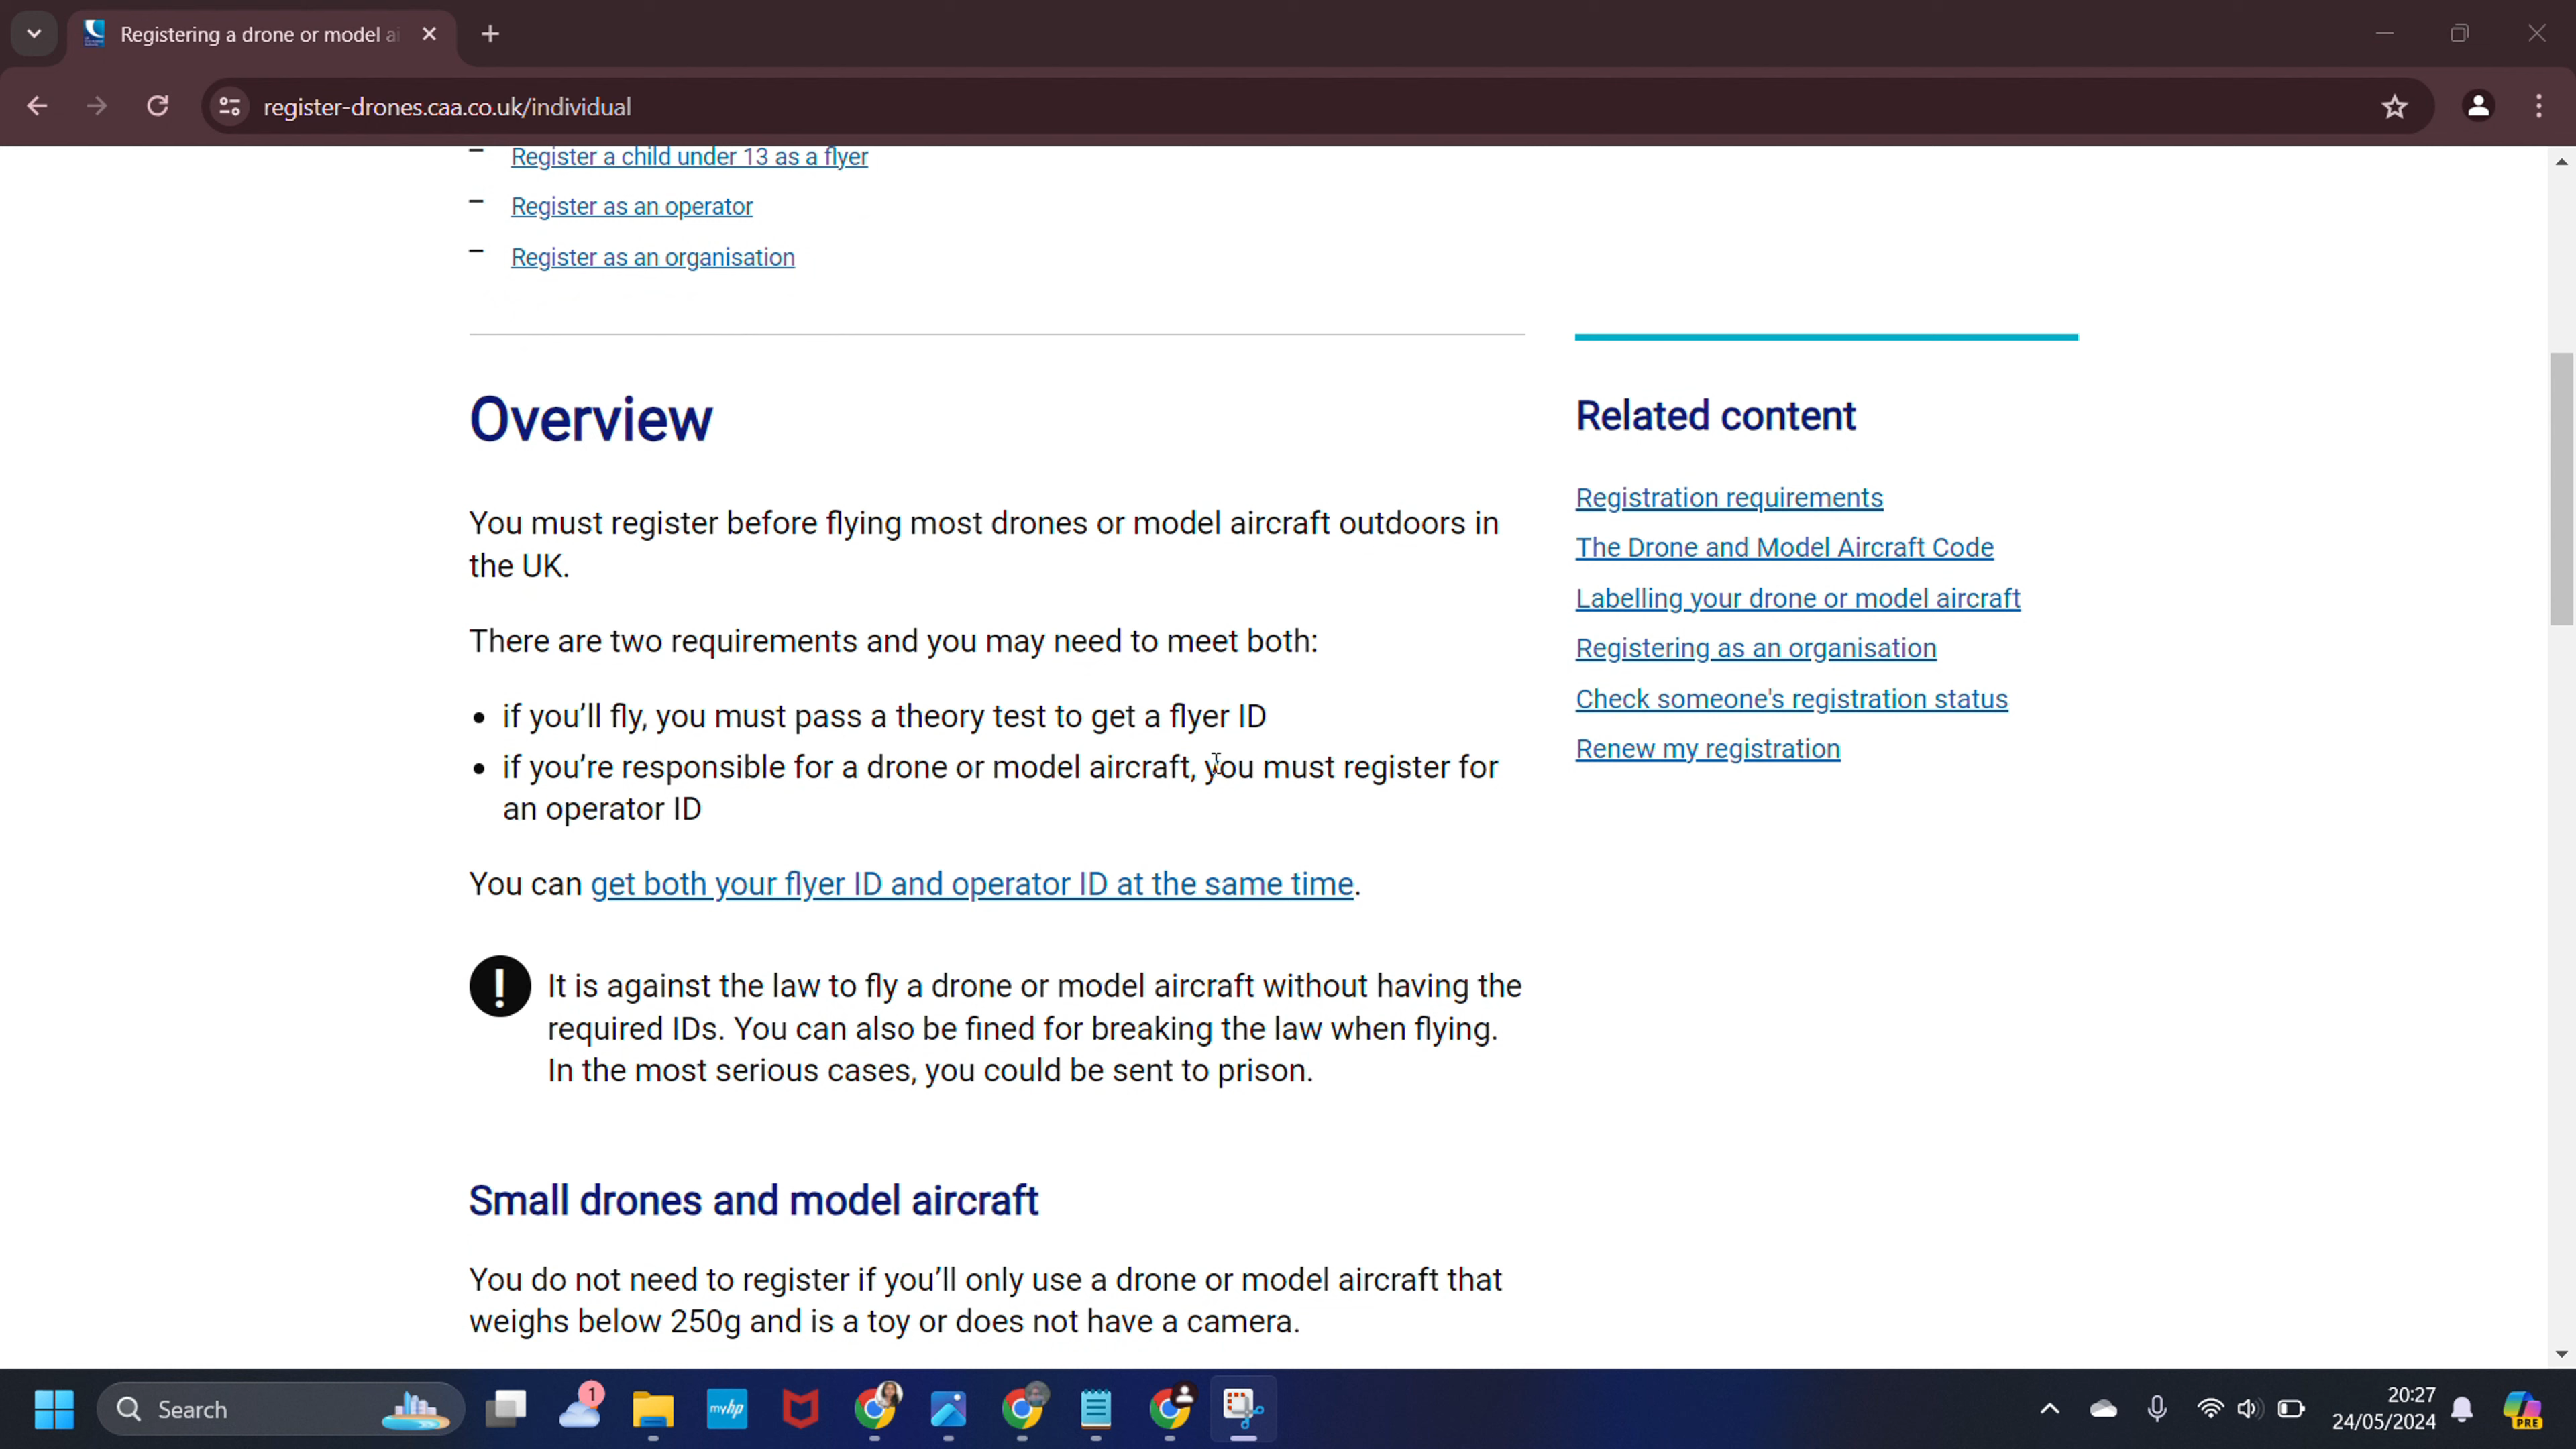 Registering a drone or model ai
register-drones.caa.co.uk/individual
Register a child under 13 as a flyer
Register as an operator
Register as an organisation
Overview
You must register before flying most drones or model aircraft outdoors in
the UK.
There are two requirements and you may need to meet both:
if you’ll fly, you must pass a theory test to get a flyer ID
if you’re responsible for a drone or model aircraft, you must register for
an operator ID
You can get both your flyer ID and operator ID at the same time.
! It is against the law to fly a drone or model aircraft without having the
required IDs. You can also be fined for breaking the law when flying.
In the most serious cases, you could be sent to prison.
Small drones and model aircraft
You do not need to register if you’ll only use a drone or model aircraft that
weighs below 250g and is a toy or does not have a camera.
Related content
Registration requirements
The Drone and Model Aircraft Code
Labelling your drone or model aircraft
Registering as an organisation
Check someone's registration status
Renew my registration
Search
1
myhp
20:27
24/05/2024
PRE